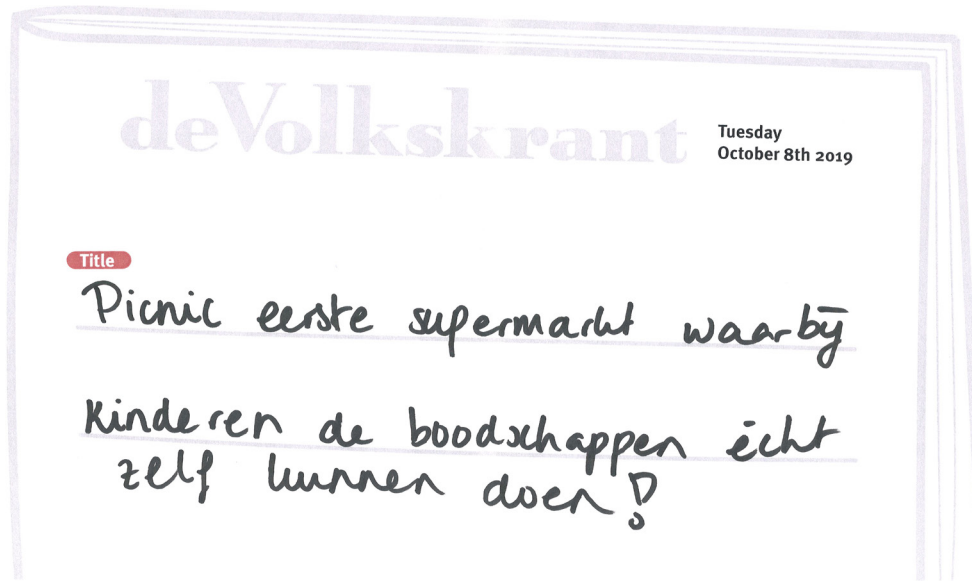 deVolkskrant
Tuesday
October 8th 2019
Title
Picnic eerste supermarkt waarbij
kinderen de boodschappen écht
zelf kunnen doen!